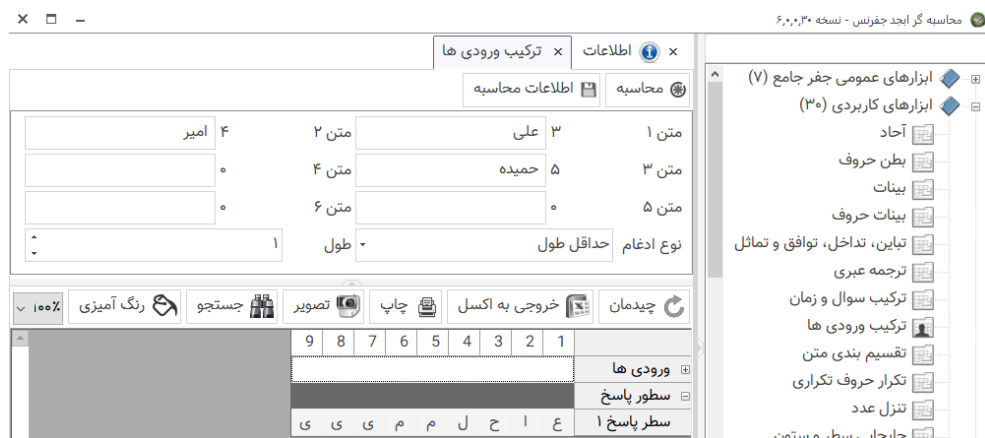 محاسبه گر ابجد جفرنس - نسخه ۶,۰,۰,۳۰
ابزارهای عمومی جفر جامع (۷)
ابزارهای کاربردی (۳۰)
آحاد
بطن حروف
بینات
بینات حروف
تباین، تداخل، توافق و تماثل
ترجمه عبری
ترکیب سوال و زمان
ترکیب ورودی ها
تقسیم بندی متن
تکرار حروف تکراری
تنزل عدد
جابجایی سطر و ستون
اطلاعات ترکیب ورودی ها
محاسبه اطلاعات محاسبه
متن ۱ ۳ علی متن ۲ ۴ امیر
متن ۳ ۵ حمیده متن ۴ ۰
متن ۵ ۰ متن ۶ ۰
نوع ادغام حداقل طول طول ۱
چیدمان خروجی به اکسل چاپ تصویر جستجو رنگ آمیزی ۱۰۰٪
1 2 3 4 5 6 7 8 9
ورودی ها
سطور پاسخ
سطر پاسخ ۱ ع ا ح ل م م ی ی ی